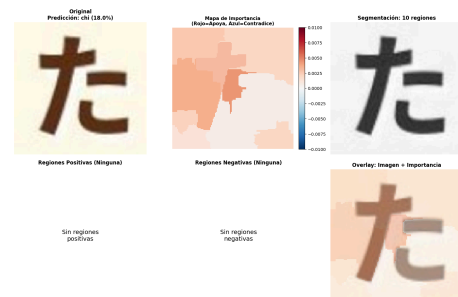 Original
Predicción: chi (18.0%)
た
Mapa de Importancia
(Rojo=Apoya, Azul=Contradice)
0.0100
0.0075
0.0050
0.0025
0.0000
−0.0025
−0.0050
−0.0075
−0.0100
Segmentación: 10 regiones
た
Regiones Positivas (Ninguna)
Sin regiones
positivas
Regiones Negativas (Ninguna)
Sin regiones
negativas
Overlay: Imagen + Importancia
た